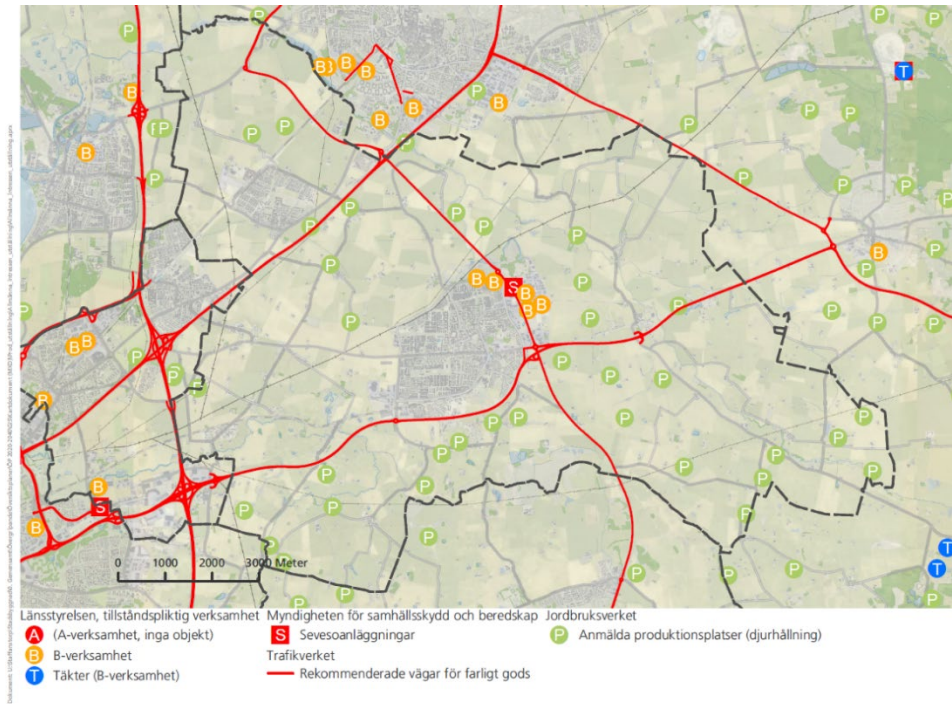 0 1000 2000 3000 Meter
Länsstyrelsen, tillståndspliktig verksamhet
A (A-verksamhet, inga objekt)
B B-verksamhet
T Täkter (B-verksamhet)
Myndigheten för samhällsskydd och beredskap
S Sevesoanläggningar
Trafikverket
Rekommenderade vägar för farligt gods
Jordbruksverket
P Anmälda produktionsplatser (djurhållning)